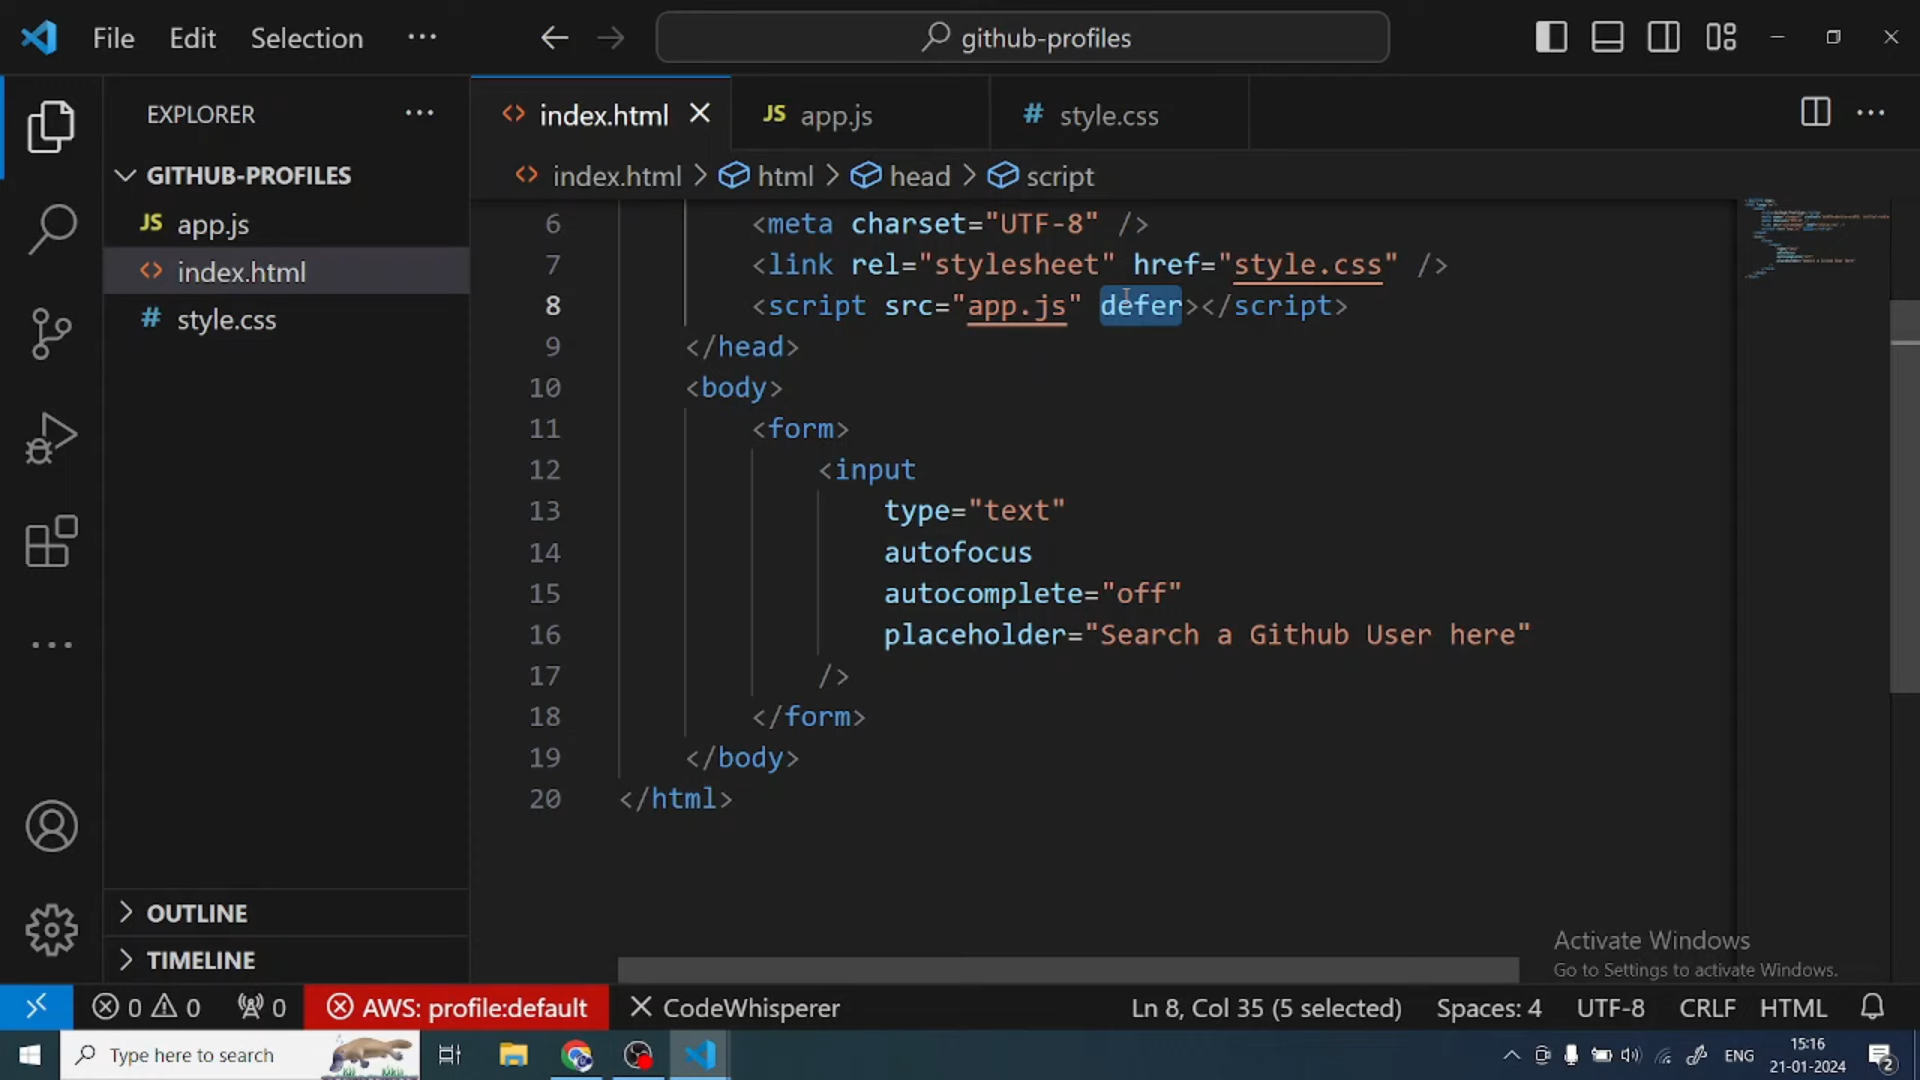 File Edit Selection ··· github-profiles
EXPLORER ···
GITHUB-PROFILES
JS app.js
<> index.html
# style.css
OUTLINE
TIMELINE
<> index.html JS app.js # style.css
<> index.html > html > head > script
6 <meta charset="UTF-8" />
7 <link rel="stylesheet" href="style.css" />
8 <script src="app.js" defer></script>
9 </head>
10 <body>
11 <form>
12 <input
13 type="text"
14 autofocus
15 autocomplete="off"
16 placeholder="Search a Github User here"
17 />
18 </form>
19 </body>
20 </html>
Activate Windows
Go to Settings to activate Windows.
0 0 0 AWS: profile:default CodeWhisperer Ln 8, Col 35 (5 selected) Spaces: 4 UTF-8 CRLF HTML
Type here to search ENG 15:16
21-01-2024 2